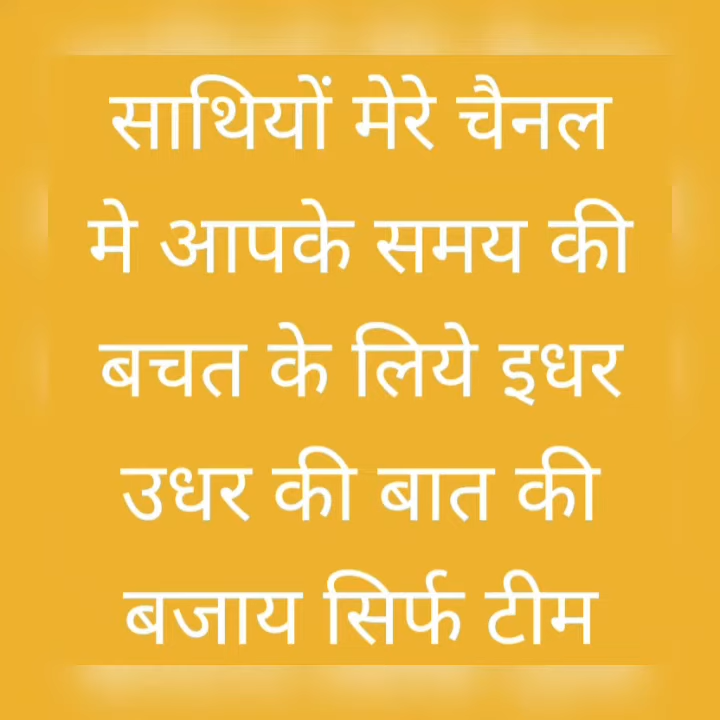 साथियों मेरे चैनल
मे आपके समय की
बचत के लिये इधर
उधर की बात की
बजाय सिर्फ टीम